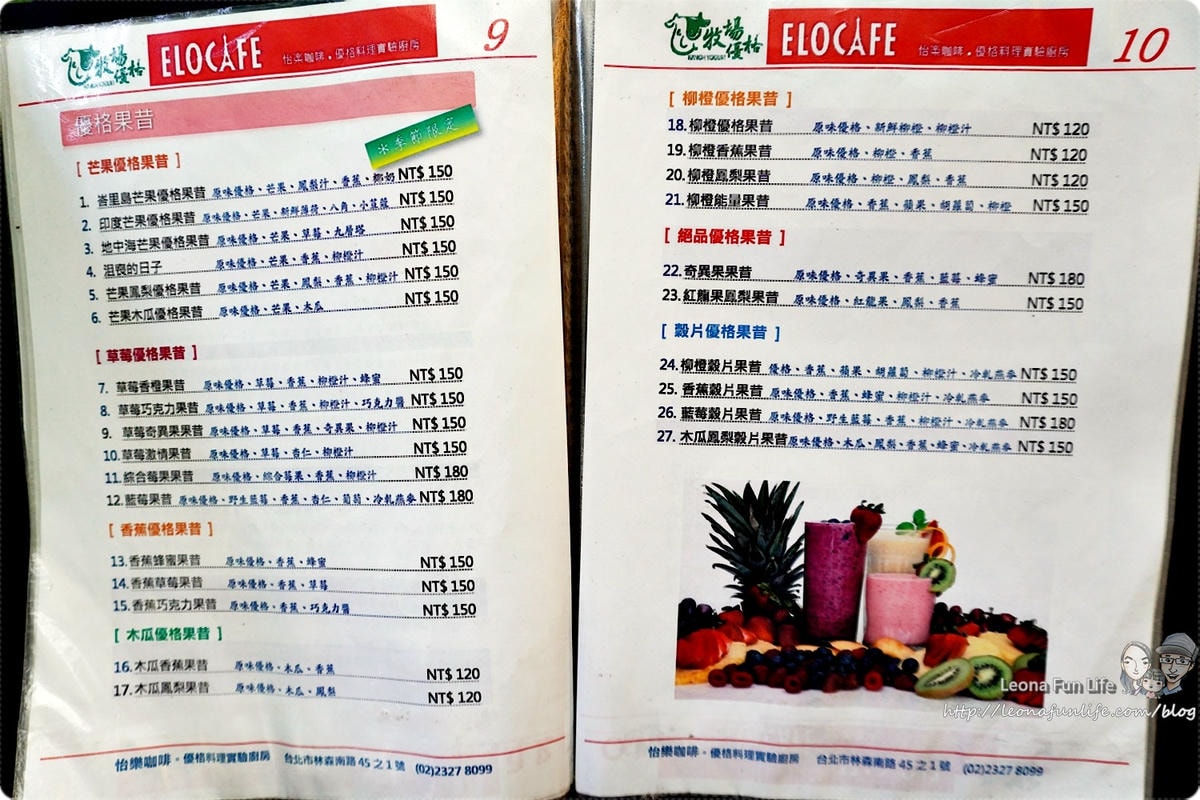 牧場優格
RANCH YOGURT
ELOCAFE 怡樂咖啡。優格料理實驗廚房
9
優格果昔
※季節限定
[ 芒果優格果昔 ]
1. 峇里島芒果優格果昔 原味優格、芒果、鳳梨汁、香蕉、椰奶 NT$ 150
2. 印度芒果優格果昔 原味優格、芒果、新鮮薄荷、八角、小荳蔻 NT$ 150
3. 地中海芒果優格果昔 原味優格、芒果、草莓、九層塔 NT$ 150
4. 沮喪的日子 原味優格、芒果、香蕉、柳橙汁 NT$ 150
5. 芒果鳳梨優格果昔 原味優格、芒果、鳳梨、香蕉、柳橙汁 NT$ 150
6. 芒果木瓜優格果昔 原味優格、芒果、木瓜 NT$ 150
[ 草莓優格果昔 ]
7. 草莓香橙果昔 原味優格、草莓、香蕉、柳橙汁、蜂蜜 NT$ 150
8. 草莓巧克力果昔 原味優格、草莓、香蕉、柳橙汁、巧克力醬 NT$ 150
9. 草莓奇異果果昔 原味優格、草莓、香蕉、奇異果、柳橙汁 NT$ 150
10. 草莓激情果昔 原味優格、草莓、杏仁、柳橙汁 NT$ 150
11. 綜合莓果果昔 原味優格、綜合莓果、香蕉、柳橙汁 NT$ 180
12. 藍莓果昔 原味優格、野生藍莓、香蕉、杏仁、葡萄、冷軋燕麥 NT$ 180
[ 香蕉優格果昔 ]
13. 香蕉蜂蜜果昔 原味優格、香蕉、蜂蜜 NT$ 150
14. 香蕉草莓果昔 原味優格、香蕉、草莓 NT$ 150
15. 香蕉巧克力果昔 原味優格、香蕉、巧克力醬 NT$ 150
[ 木瓜優格果昔 ]
16. 木瓜香蕉果昔 原味優格、木瓜、香蕉 NT$ 120
17. 木瓜鳳梨果昔 原味優格、木瓜、鳳梨 NT$ 120
怡樂咖啡。優格料理實驗廚房 台北市林森南路45之1號 (02)2327 8099
牧場優格
RANCH YOGURT
ELOCAFE 怡樂咖啡。優格料理實驗廚房
10
[ 柳橙優格果昔 ]
18. 柳橙優格果昔 原味優格、新鮮柳橙、柳橙汁 NT$ 120
19. 柳橙香蕉果昔 原味優格、柳橙、香蕉 NT$ 120
20. 柳橙鳳梨果昔 原味優格、柳橙、鳳梨、香蕉 NT$ 120
21. 柳橙能量果昔 原味優格、香蕉、蘋果、胡蘿蔔、柳橙 NT$ 150
[ 絕品優格果昔 ]
22. 奇異果果昔 原味優格、奇異果、香蕉、藍莓、蜂蜜 NT$ 180
23. 紅龍果鳳梨果昔 原味優格、紅龍果、鳳梨、香蕉 NT$ 150
[ 穀片優格果昔 ]
24. 柳橙穀片果昔 優格、香蕉、蘋果、胡蘿蔔、柳橙汁、冷軋燕麥 NT$ 150
25. 香蕉穀片果昔 原味優格、香蕉、蜂蜜、柳橙汁、冷軋燕麥 NT$ 150
26. 藍莓穀片果昔 原味優格、野生藍莓、香蕉、柳橙汁、冷軋燕麥 NT$ 180
27. 木瓜鳳梨穀片果昔 原味優格、木瓜、鳳梨、香蕉、蜂蜜、冷軋燕麥 NT$ 150
怡樂咖啡。優格料理實驗廚房 台北市林森南路45之1號 (02)2327 8099
Leona Fun Life
http://leonafunlife.com/blog